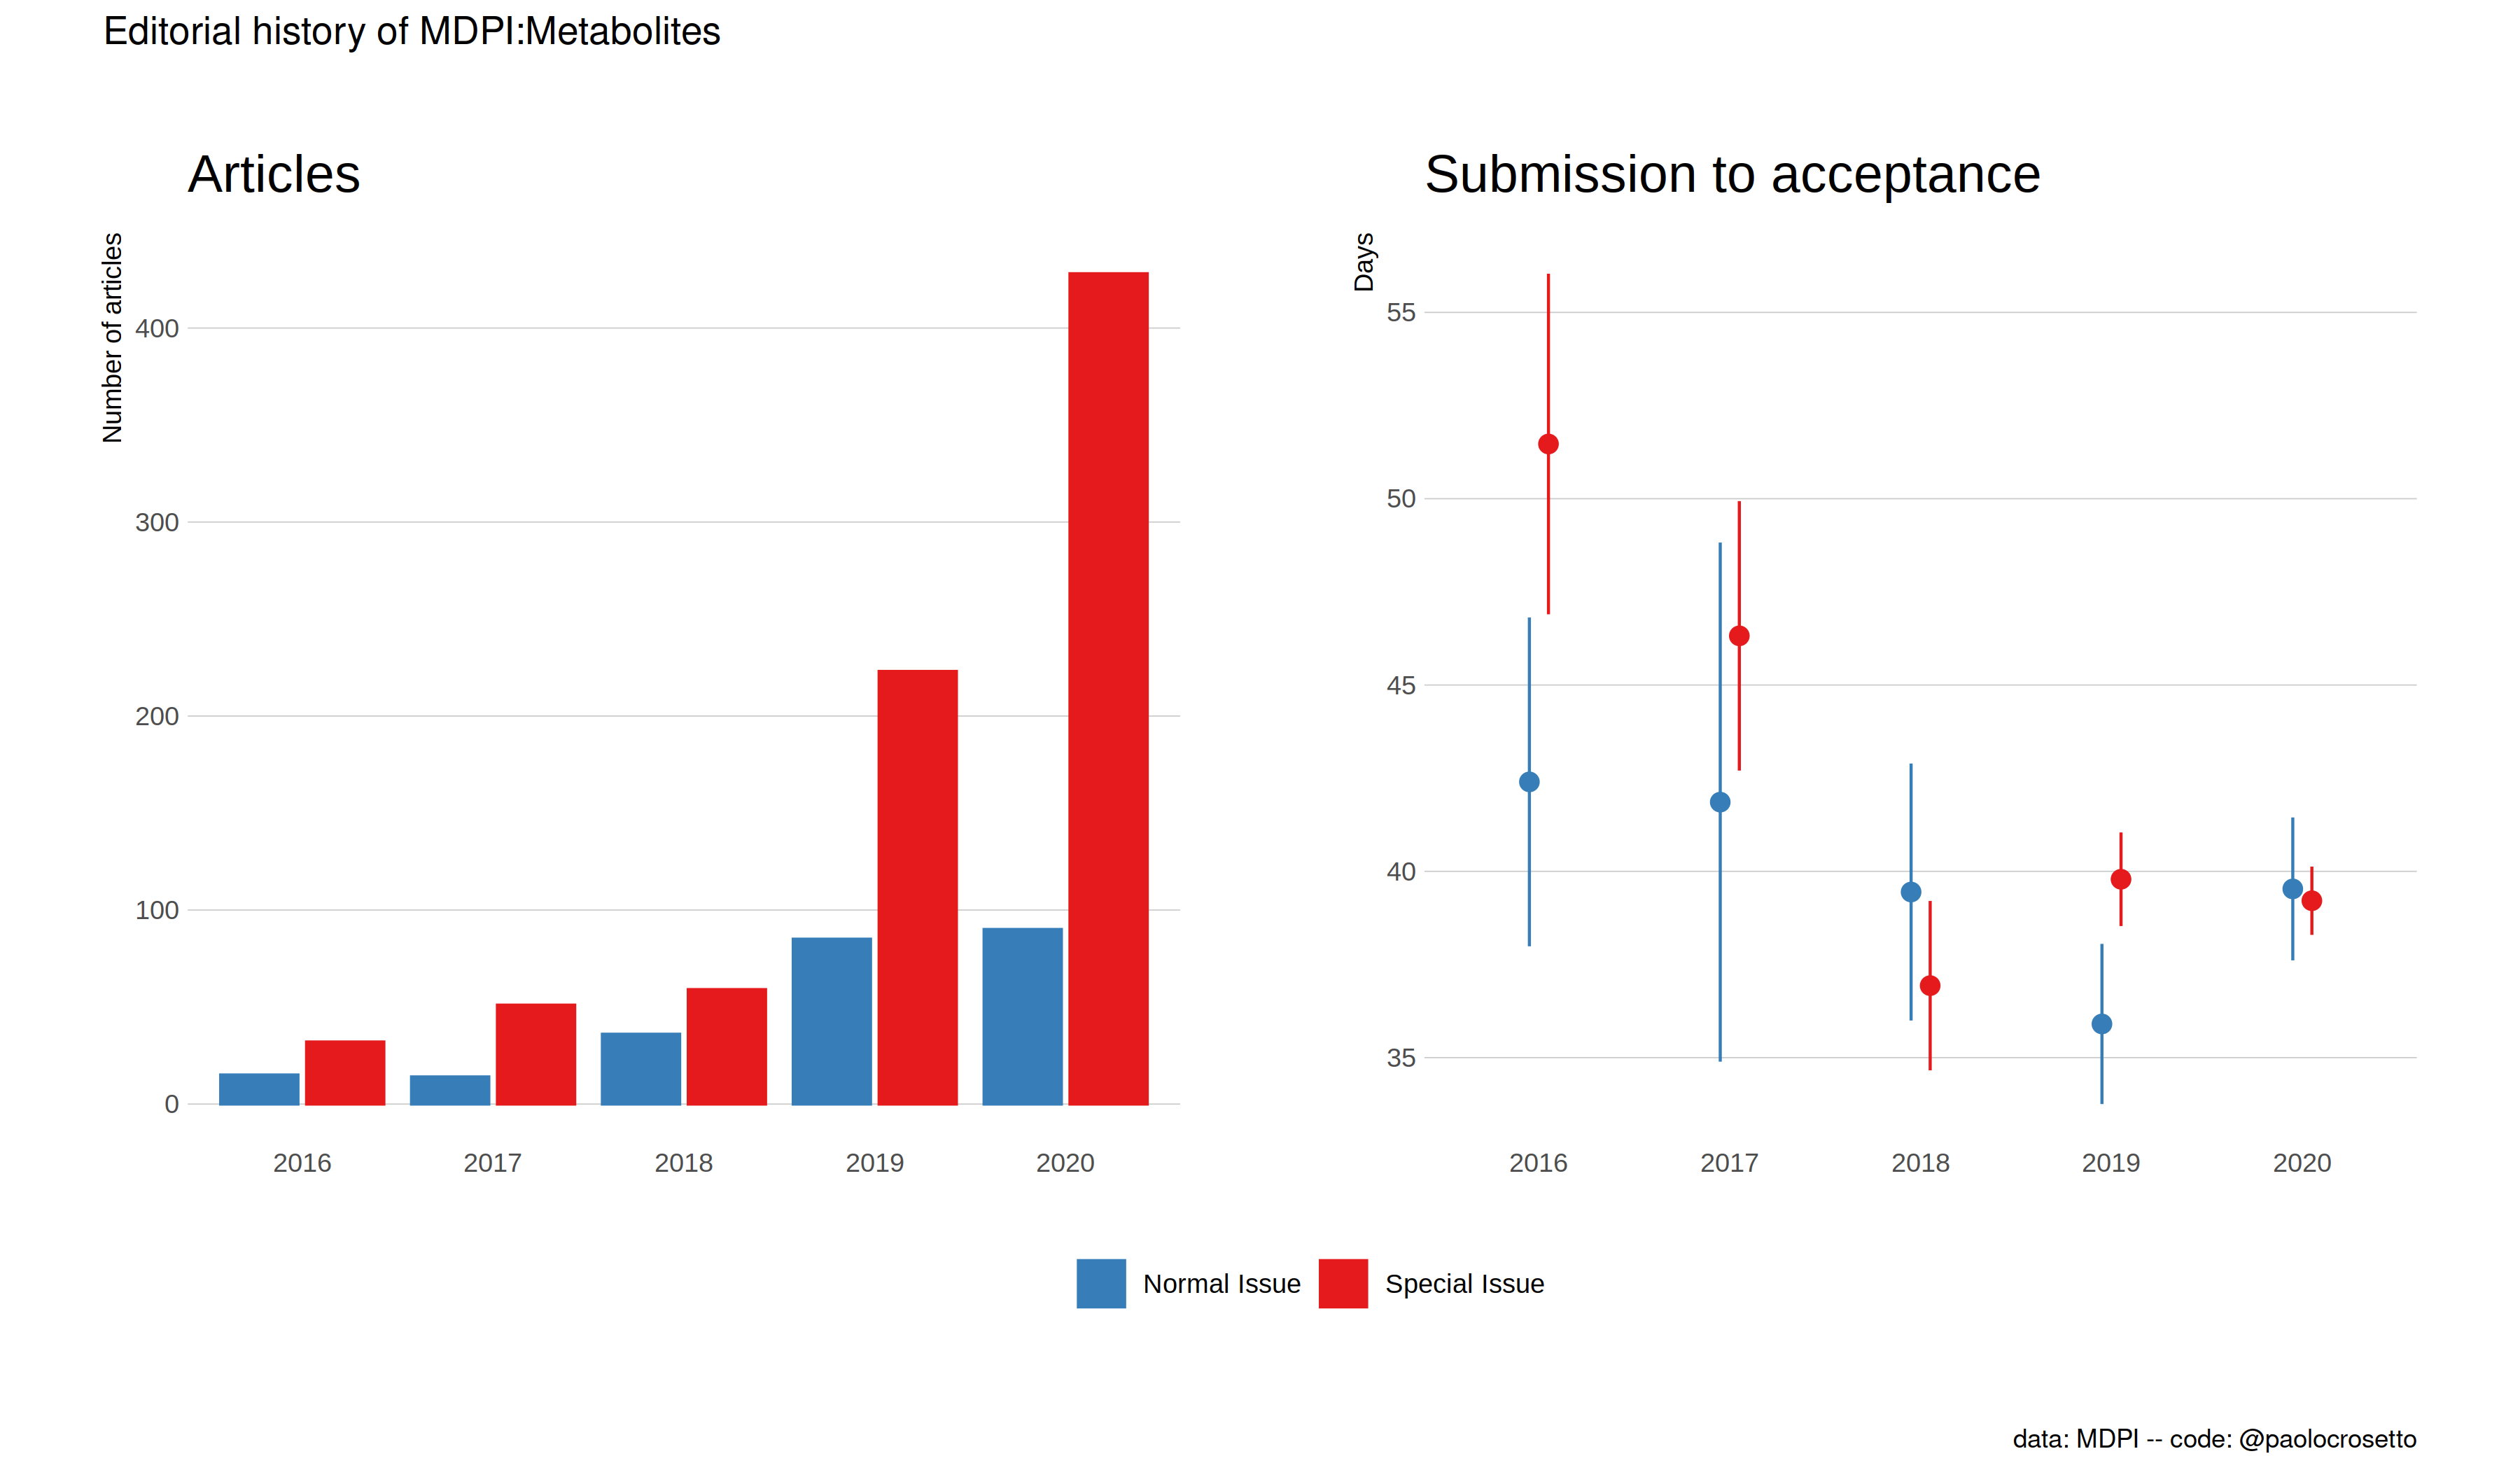 Editorial history of MDPI:Metabolites
Articles
Number of articles
400
300
200
100
0
2016 2017 2018 2019 2020
Submission to acceptance
Days
55
50
45
40
35
2016 2017 2018 2019 2020
Normal Issue Special Issue
data: MDPI -- code: @paolocrosetto